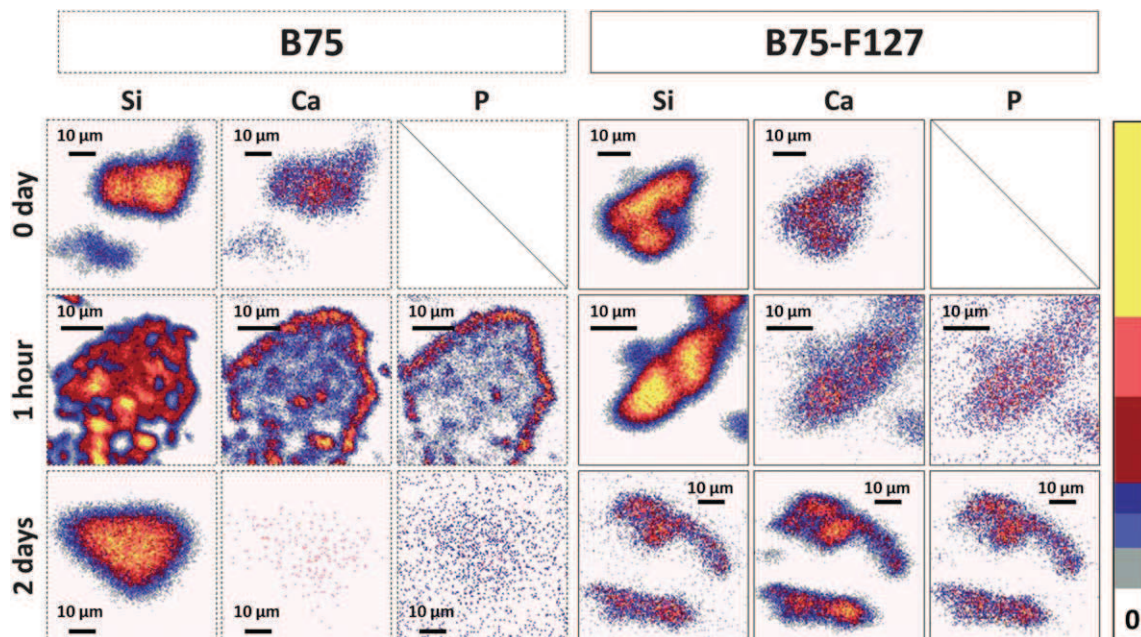 B75 B75-F127
Si Ca P Si Ca P
0 day 10 µm 10 µm 10 µm 10 µm
1 hour 10 µm 10 µm 10 µm 10 µm 10 µm 10 µm
2 days 10 µm 10 µm 10 µm
10 µm 10 µm 10 µm
0